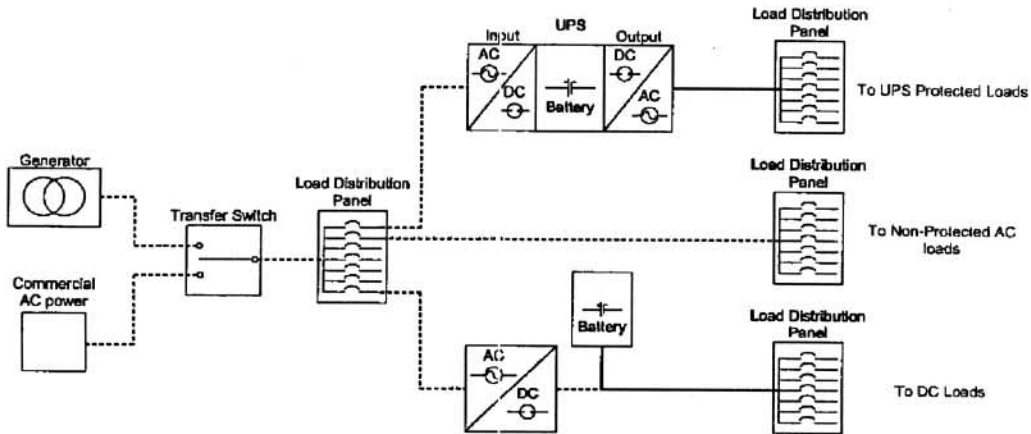 UPS
Input
Output
AC
DC
Battery
DC
AC
Load Distribution
Panel
To UPS Protected Loads
Generator
Transfer Switch
Load Distribution
Panel
Load Distribution
Panel
To Non-Protected AC
loads
Commercial
AC power
Battery
AC
DC
Load Distribution
Panel
To DC Loads